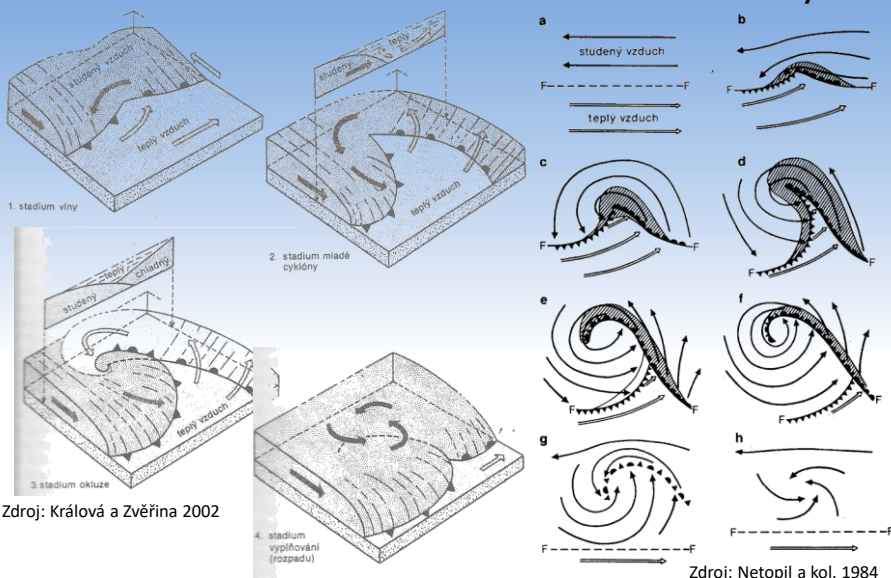 studený vzduch
teplý vzduch
1. stadium vlny
studený
teplý
teplý vzduch
2. stadium mladé
cyklóny
studený
teplý
chladný
teplý vzduch
3. stadium okluze
Zdroj: Králová a Zvěřina 2002
4. stadium
vyplňování
(rozpadu)
a
studený vzduch
F
F
teplý vzduch
b
F
F
c
F
F
d
F
F
e
F
F
f
F
F
g
F
F
h
F
F
Zdroj: Netopil a kol. 1984